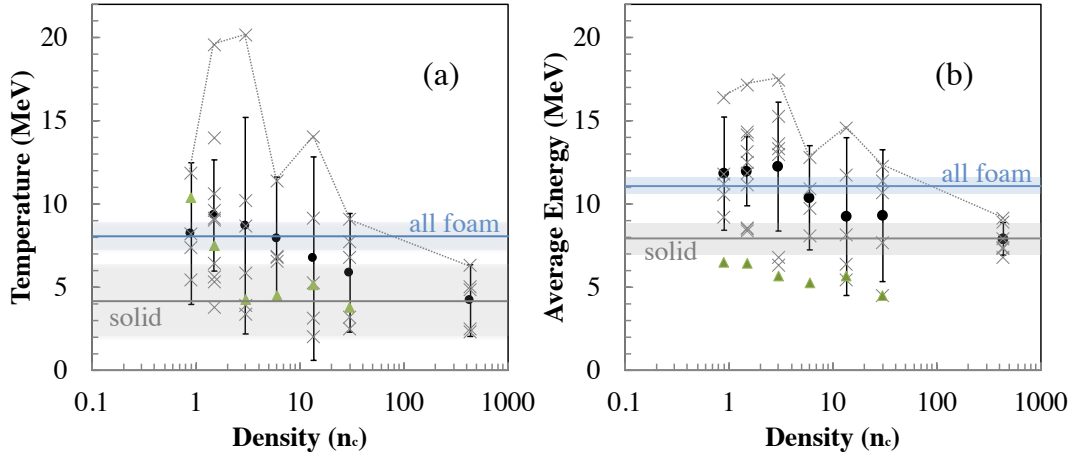 20
15
10
5
0
0.1
1
10
100
1000
Temperature (MeV)
Density (nc)
(a)
all foam
solid
20
15
10
5
0
0.1
1
10
100
1000
Average Energy (MeV)
Density (nc)
(b)
all foam
solid